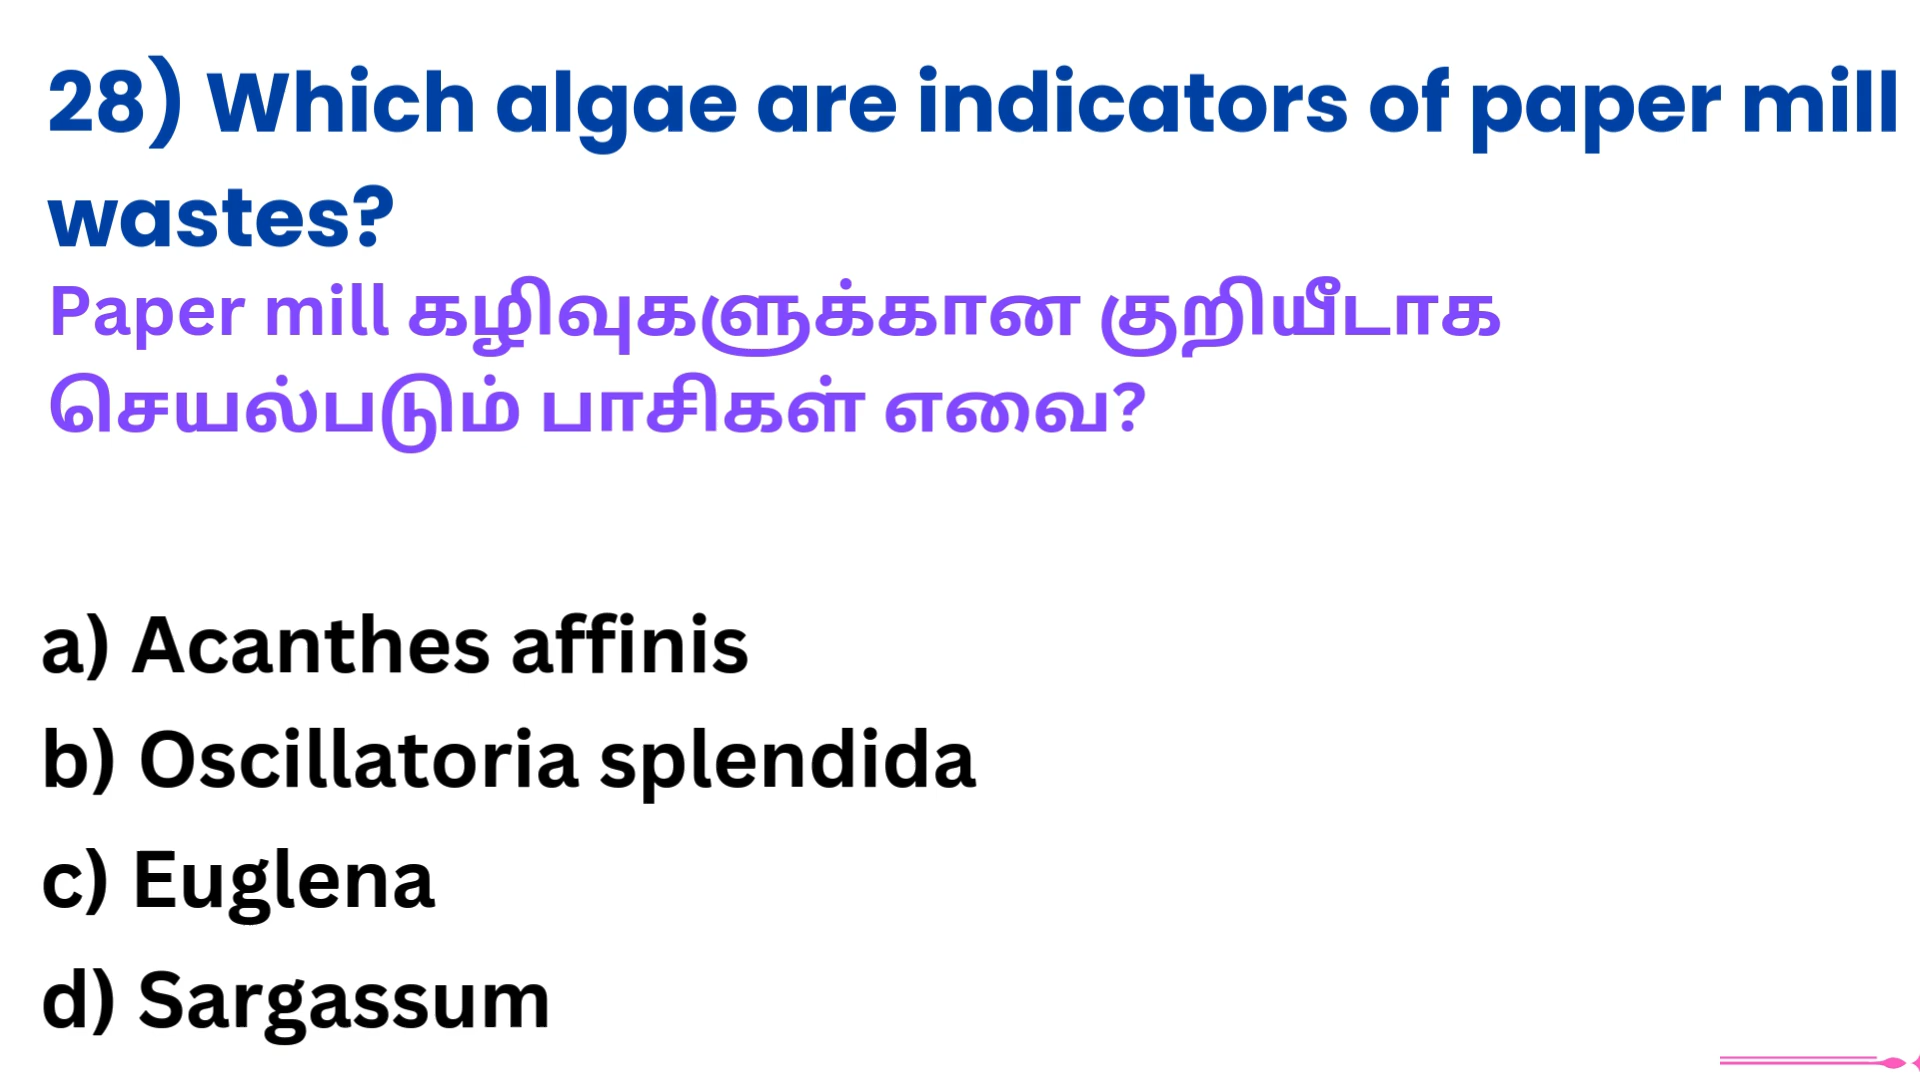 28) Which algae are indicators of paper mill
wastes?
Paper mill கழிவுகளுக்கான குறியீடாக
செயல்படும் பாசிகள் எவை?
a) Acanthes affinis
b) Oscillatoria splendida
c) Euglena
d) Sargassum